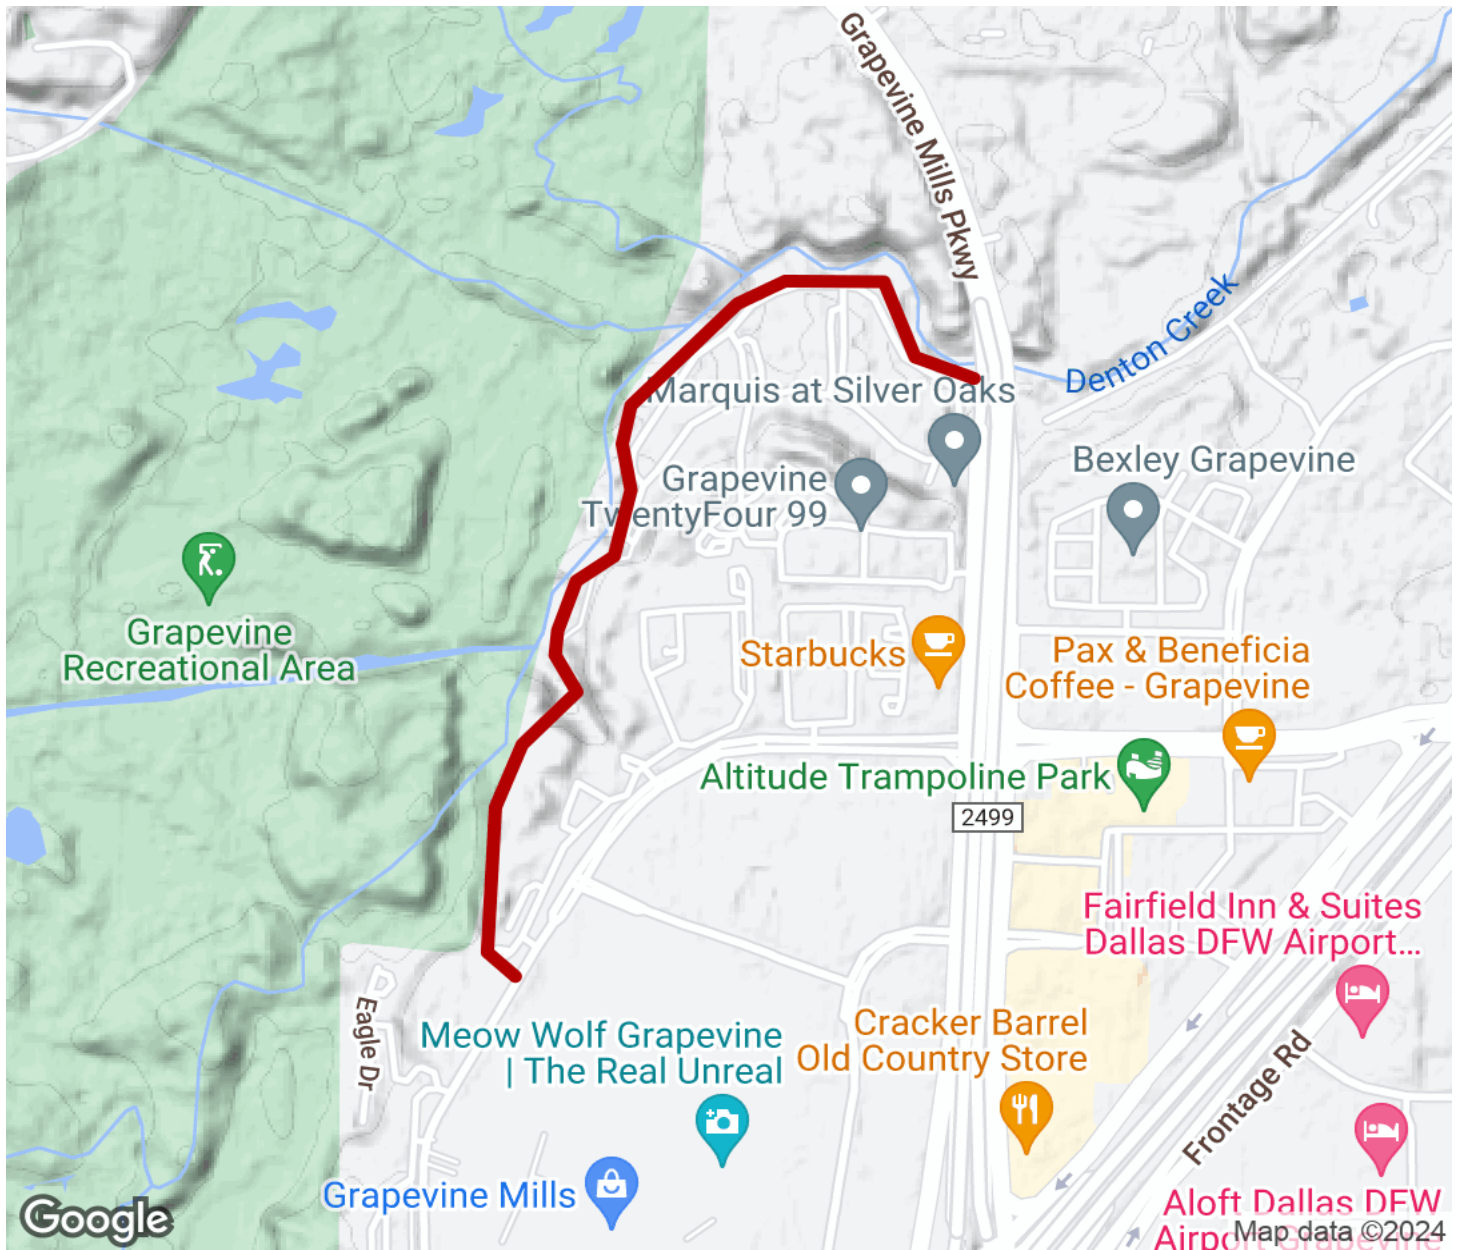 Grapevine Mills Pkwy
Denton Creek
Marquis at Silver Oaks
Grapevine
TwentyFour 99
Bexley Grapevine
Grapevine
Recreational Area
Starbucks
Pax & Beneficia
Coffee - Grapevine
Altitude Trampoline Park
2499
Fairfield Inn & Suites
Dallas DFW Airport...
Eagle Dr
Meow Wolf Grapevine
| The Real Unreal
Cracker Barrel
Old Country Store
Frontage Rd
Grapevine Mills
Aloft Dallas DFW
Airport Grapevine
Google
Map data ©2024